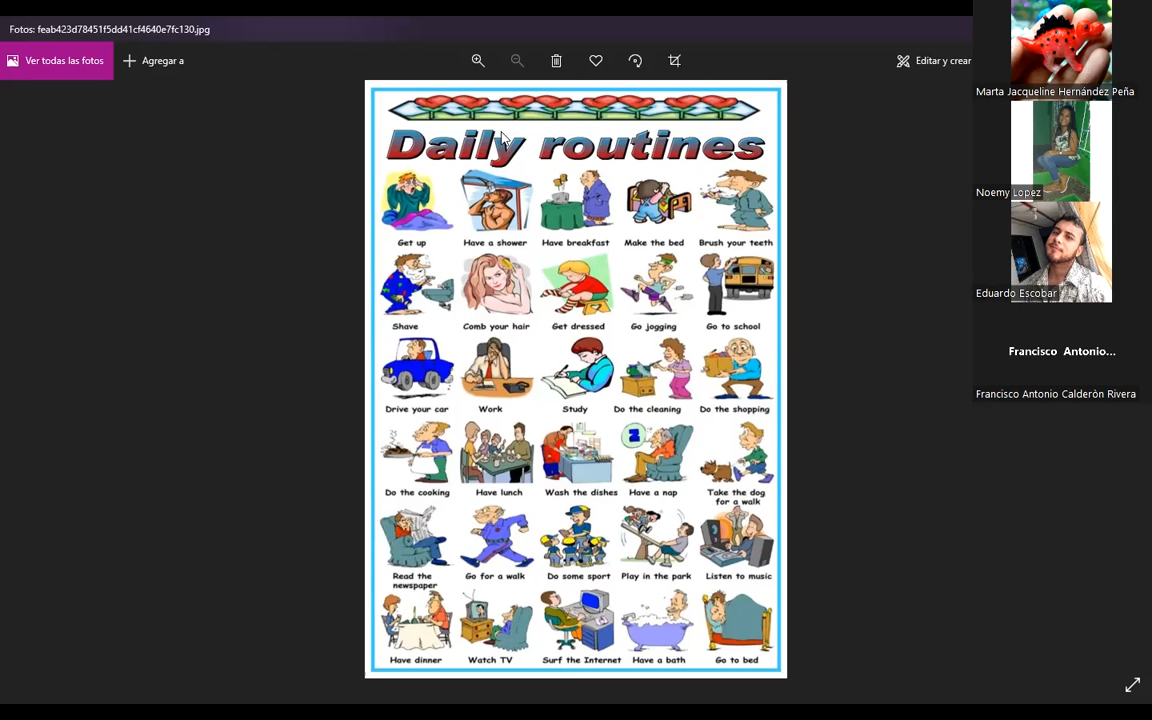 Fotos: feab423d78451f5dd41cf4640e7fc130.jpg
Ver todas las fotos
Agregar a
Editar y crear
Daily routines
Get up
Have a shower
Have breakfast
Make the bed
Brush your teeth
Shave
Comb your hair
Get dressed
Go jogging
Go to school
Drive your car
Work
Study
Do the cleaning
Do the shopping
Do the cooking
Have lunch
Wash the dishes
Have a nap
Take the dog
for a walk
Read the
newspaper
Go for a walk
Do some sport
Play in the park
Listen to music
Have dinner
Watch TV
Surf the Internet
Have a bath
Go to bed
Marta Jacqueline Hernández Peña
Noemy Lopez
Eduardo Escobar
Francisco Antonio...
Francisco Antonio Calderòn Rivera